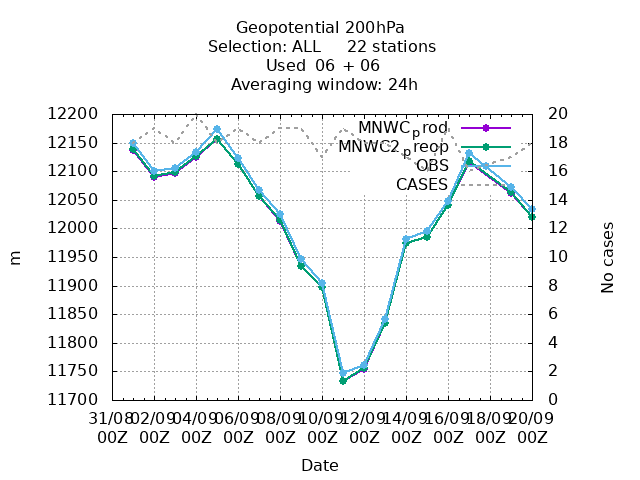 Geopotential 200hPa
Selection: ALL 22 stations
Used 06 + 06
Averaging window: 24h
12200
12150
12100
12050
12000
11950
11900
11850
11800
11750
11700
m
20
18
16
14
12
10
8
6
4
2
0
No cases
MNWCprod
MNWC2preop
OBS
CASES
31/08 02/09 04/09 06/09 08/09 10/09 12/09 14/09 16/09 18/09 20/09
00Z 00Z 00Z 00Z 00Z 00Z 00Z 00Z 00Z 00Z 00Z
Date